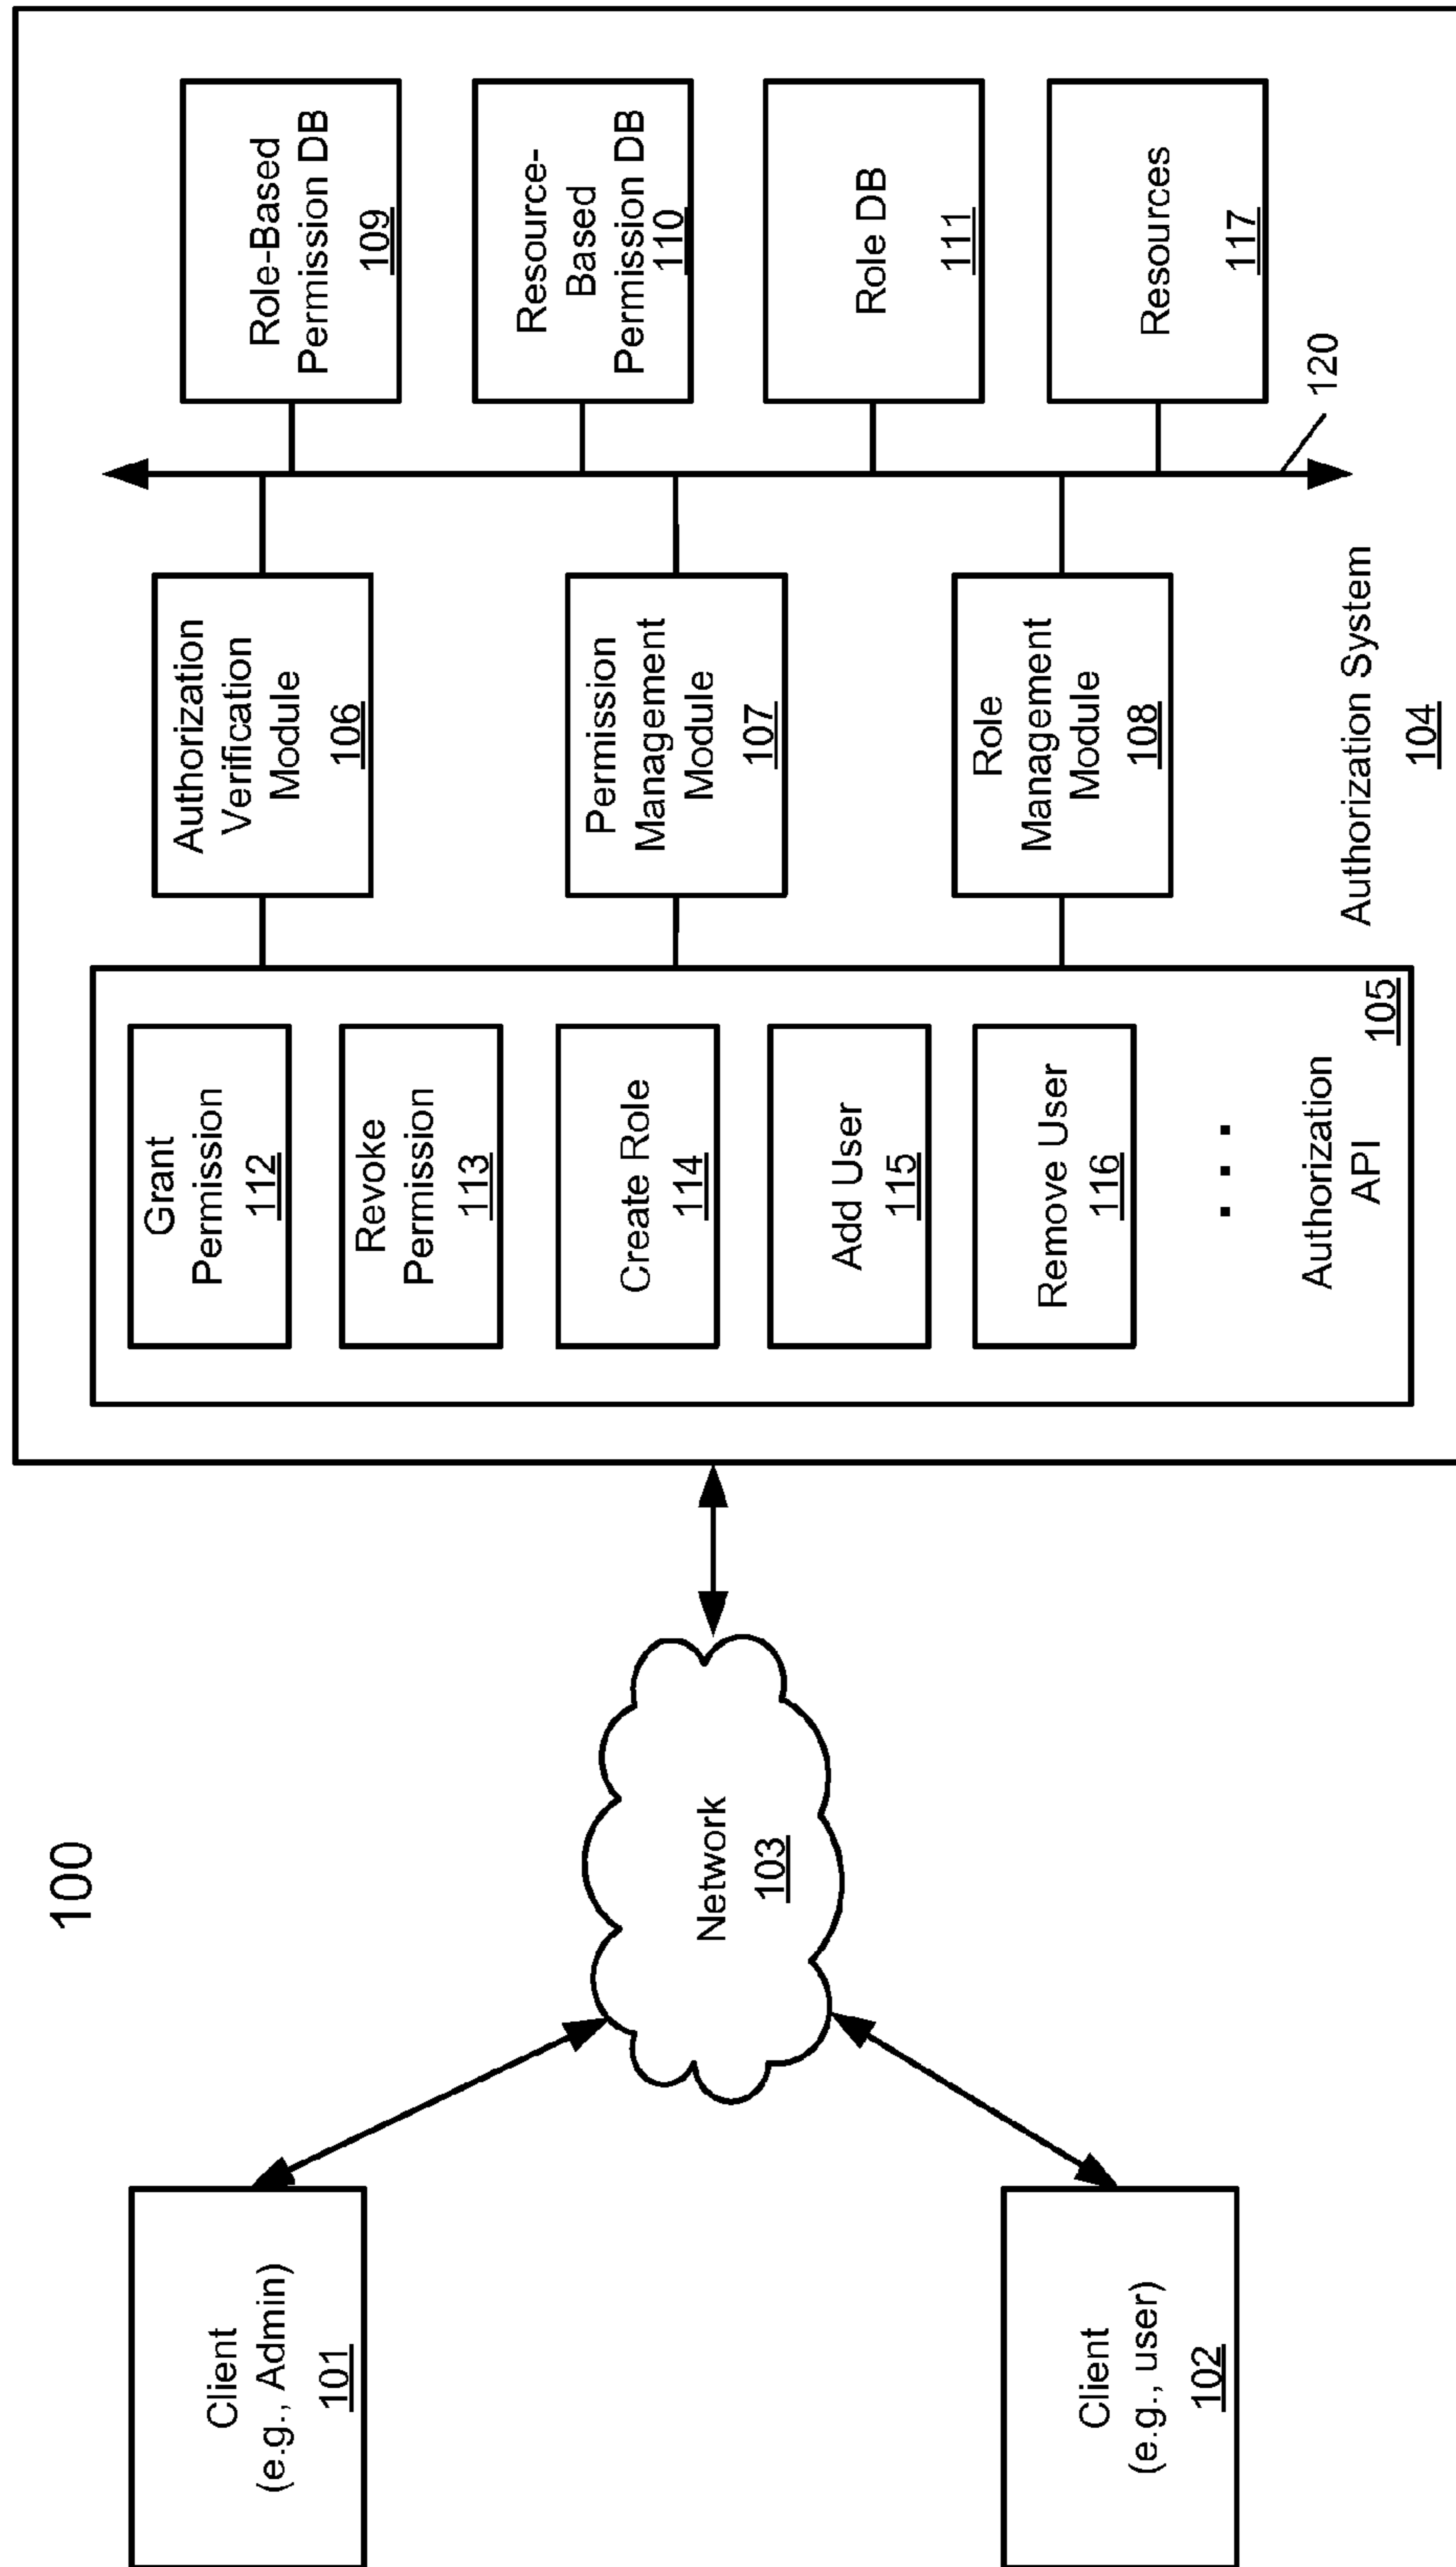 100
Client
(e.g., Admin)
101
Client
(e.g., user)
102
Network
103
Grant
Permission
112
Revoke
Permission
113
Create Role
114
Add User
115
Remove User
116
. . .
Authorization
API
105
Authorization
Verification
Module
106
Permission
Management
Module
107
Role
Management
Module
108
Role-Based
Permission DB
109
Resource-
Based
Permission DB
110
Role DB
111
Resources
117
120
Authorization System
104